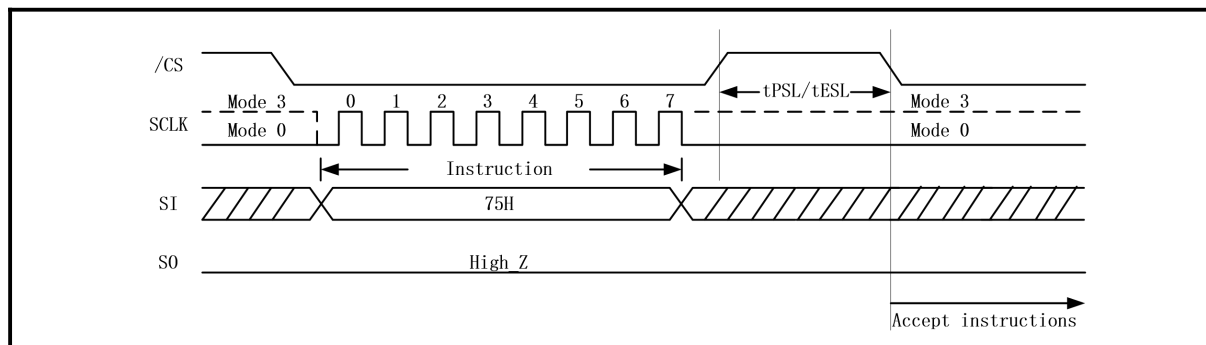 /CS
tPSL/tESL
Mode 3 0 1 2 3 4 5 6 7 Mode 3
SCLK
Mode 0 Mode 0
Instruction
SI 75H
SO High_Z
Accept instructions